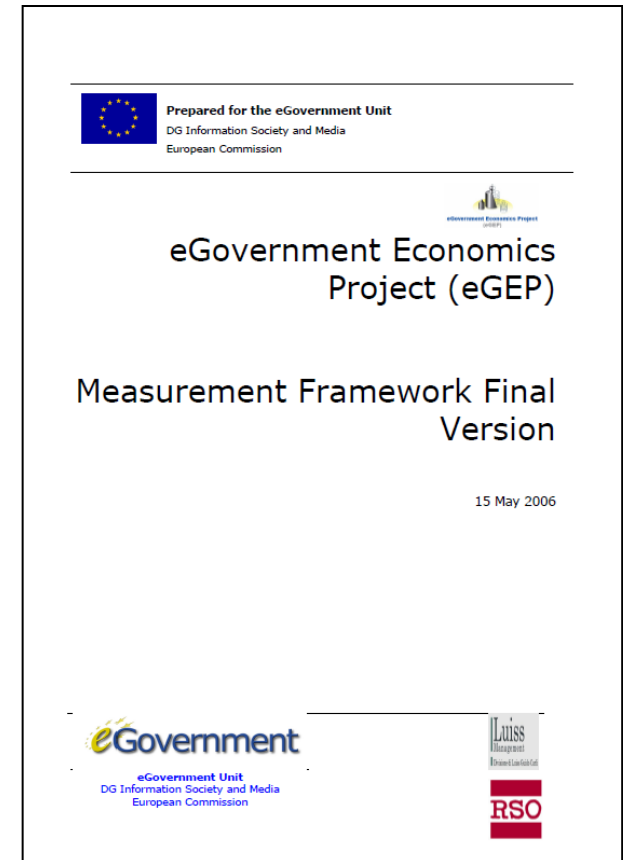 Prepared for the eGovernment Unit
DG Information Society and Media
European Commission
eGovernment Economics Project
(eGEP)
eGovernment Economics
Project (eGEP)
Measurement Framework Final
Version
15 May 2006
eGovernment
eGovernment Unit
DG Information Society and Media
European Commission
Luiss
Management
RSO